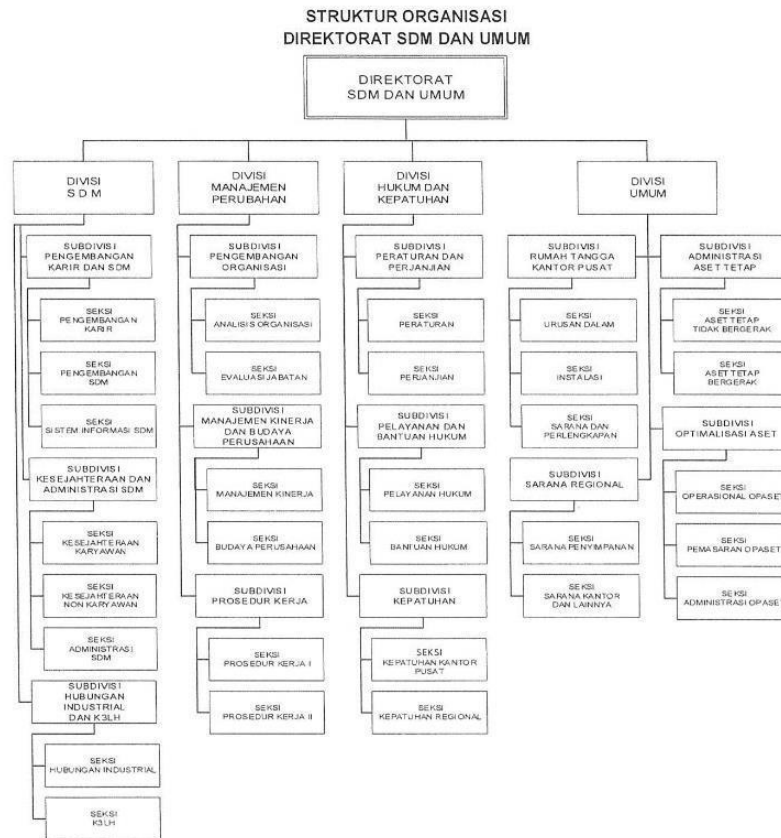 STRUKTUR ORGANISASI
DIREKTORAT SDM DAN UMUM
DIREKTORAT
SDM DAN UMUM
DIVISI
S D M
SUBDIVISI
PENGEMBANGAN
KARIR DAN SDM
SEKSI
PENGEMBANGAN
KARIR
SEKSI
PENGEMBANGAN
SDM
SEKSI
SISTEM INFORMASI SDM
SUBDIVISI
KESEJAHTERAAN DAN
ADMINISTRASI SDM
SEKSI
KESEJAHTERAAN
KARYAWAN
SEKSI
KESEJAHTERAAN
NON KARYAWAN
SEKSI
ADMINISTRASI
SDM
SUBDIVISI
HUBUNGAN
INDUSTRIAL
DAN K3LH
SEKSI
HUBUNGAN INDUSTRIAL
SEKSI
K3LH
DIVISI
MANAJEMEN
PERUBAHAN
SUBDIVISI
PENGEMBANGAN
ORGANISASI
SEKSI
ANALISIS ORGANISASI
SEKSI
EVALUASI JABATAN
SUBDIVISI
MANAJEMEN KINERJA
DAN BUDAYA
PERUSAHAAN
SEKSI
MANAJEMEN KINERJA
SEKSI
BUDAYA PERUSAHAAN
SUBDIVISI
PROSEDUR KERJA
SEKSI
PROSEDUR KERJA I
SEKSI
PROSEDUR KERJA II
DIVISI
HUKUM DAN
KEPATUHAN
SUBDIVISI
PERATURAN DAN
PERJANJIAN
SEKSI
PERATURAN
SEKSI
PERJANJIAN
SUBDIVISI
PELAYANAN DAN
BANTUAN HUKUM
SEKSI
PELAYANAN HUKUM
SEKSI
BANTUAN HUKUM
SUBDIVISI
KEPATUHAN
SEKSI
KEPATUHAN KANTOR
PUSAT
SEKSI
KEPATUHAN REGIONAL
DIVISI
UMUM
SUBDIVISI
RUMAH TANGGA
KANTOR PUSAT
SEKSI
URUSAN DALAM
SEKSI
INSTALASI
SEKSI
SARANA DAN
PERLENGKAPAN
SUBDIVISI
SARANA REGIONAL
SEKSI
SARANA PENYIMPANAN
SEKSI
SARANA KANTOR
DAN LAINNYA
SUBDIVISI
ADMINISTRASI
ASET TETAP
SEKSI
ASET TETAP
TIDAK BERGERAK
SEKSI
ASET TETAP
BERGERAK
SUBDIVISI
OPTIMALISASI ASET
SEKSI
OPERASIONAL OPASET
SEKSI
PEMASARAN OPASET
SEKSI
ADMINISTRASI OPASET